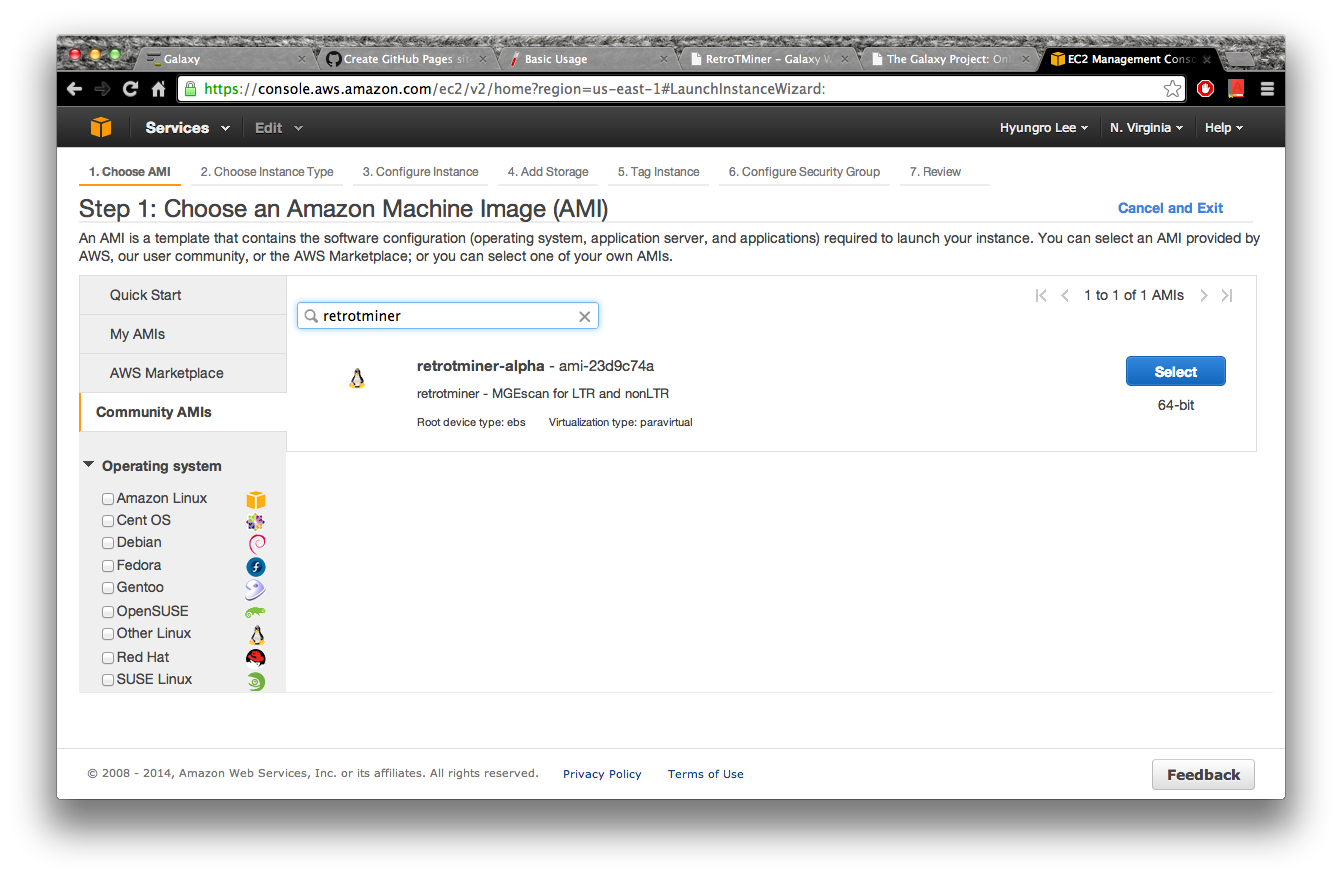 Galaxy
Create GitHub Pages sit
Basic Usage
RetroTMiner – Galaxy W
The Galaxy Project: Onl
EC2 Management Conso
https://console.aws.amazon.com/ec2/v2/home?region=us-east-1#LaunchInstanceWizard:
Services Edit Hyungro Lee N. Virginia Help
1. Choose AMI 2. Choose Instance Type 3. Configure Instance 4. Add Storage 5. Tag Instance 6. Configure Security Group 7. Review
Step 1: Choose an Amazon Machine Image (AMI)
Cancel and Exit
An AMI is a template that contains the software configuration (operating system, application server, and applications) required to launch your instance. You can select an AMI provided by
AWS, our user community, or the AWS Marketplace; or you can select one of your own AMIs.
Quick Start
My AMIs
AWS Marketplace
Community AMIs
Operating system
Amazon Linux
Cent OS
Debian
Fedora
Gentoo
OpenSUSE
Other Linux
Red Hat
SUSE Linux
1 to 1 of 1 AMIs
retrotminer
retrotminer-alpha - ami-23d9c74a
retrotminer - MGEscan for LTR and nonLTR
Root device type: ebs Virtualization type: paravirtual
Select
64-bit
© 2008 - 2014, Amazon Web Services, Inc. or its affiliates. All rights reserved. Privacy Policy Terms of Use
Feedback